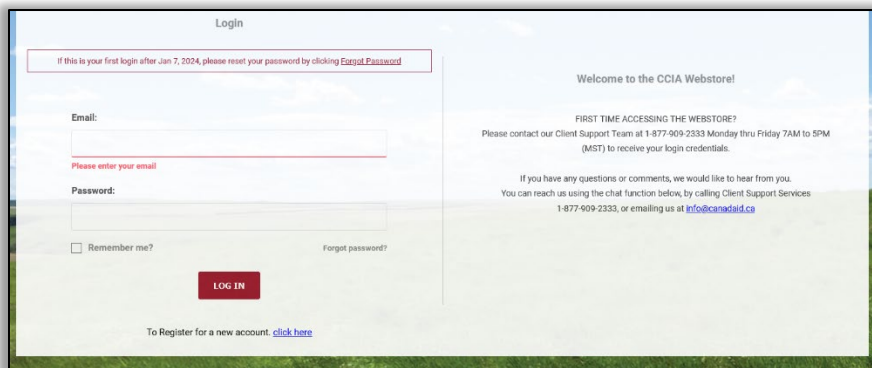 Login
If this is your first login after Jan 7, 2024, please reset your password by clicking Forgot Password
Email:
Please enter your email
Password:
Remember me?
Forgot password?
LOG IN
To Register for a new account. click here
Welcome to the CCIA Webstore!
FIRST TIME ACCESSING THE WEBSTORE?
Please contact our Client Support Team at 1-877-909-2333 Monday thru Friday 7AM to 5PM
(MST) to receive your login credentials.
If you have any questions or comments, we would like to hear from you.
You can reach us using the chat function below, by calling Client Support Services
1-877-909-2333, or emailing us at info@canadaid.ca